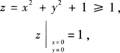 z = x² + y² + 1 ⩾ 1,
z |ₓ₌₀ ᵧ₌₀ = 1,